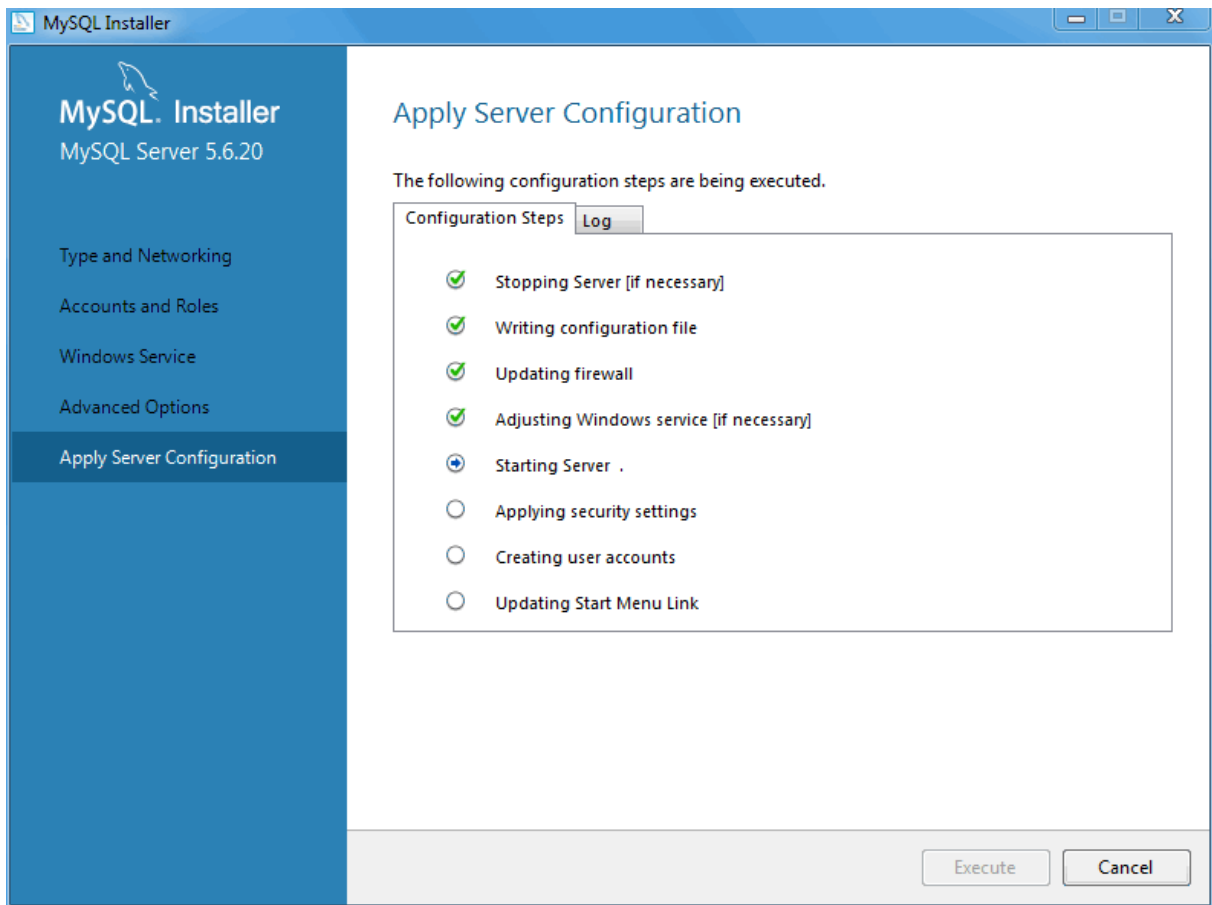 MySQL Installer
MySQL. Installer
MySQL Server 5.6.20
Type and Networking
Accounts and Roles
Windows Service
Advanced Options
Apply Server Configuration
Apply Server Configuration
The following configuration steps are being executed.
Configuration Steps Log
Stopping Server [if necessary]
Writing configuration file
Updating firewall
Adjusting Windows service [if necessary]
Starting Server .
Applying security settings
Creating user accounts
Updating Start Menu Link
Execute Cancel